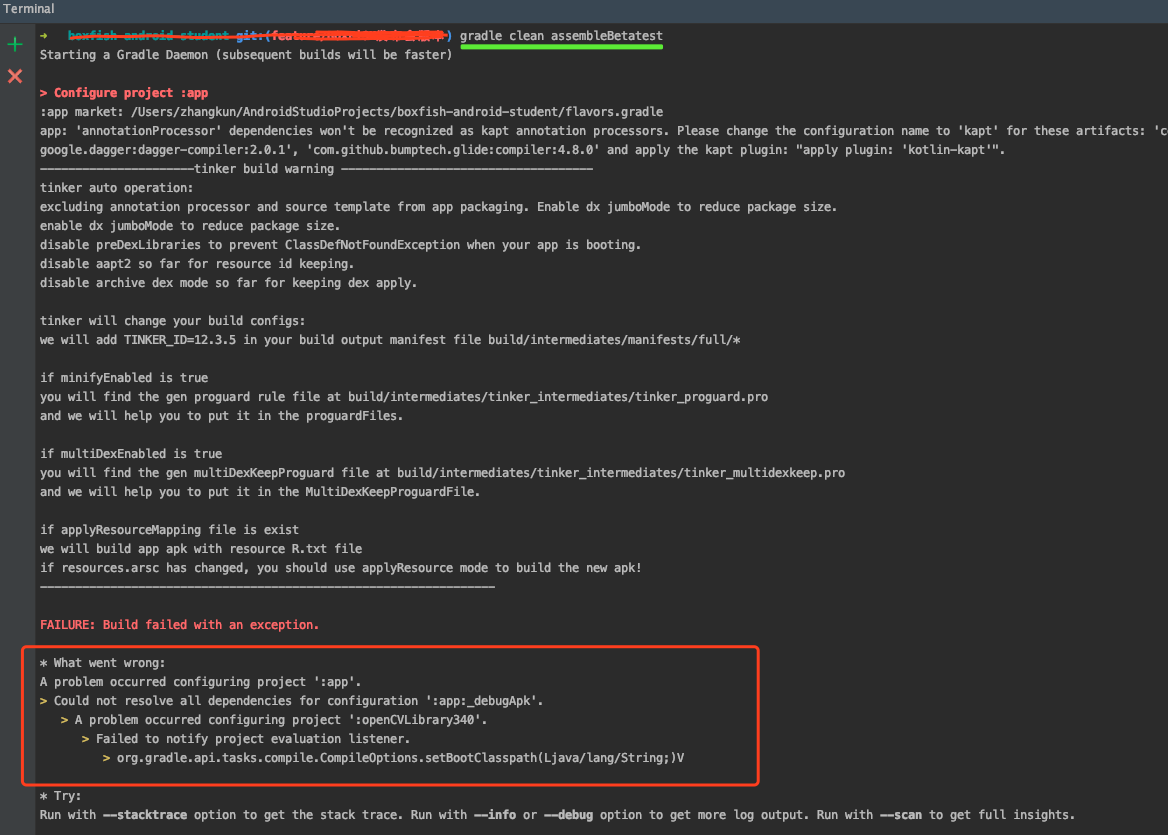 Terminal
→ boxfish-android-student git:( ) gradle clean assembleBetatest
Starting a Gradle Daemon (subsequent builds will be faster)
> Configure project :app
:app market: /Users/zhangkun/AndroidStudioProjects/boxfish-android-student/flavors.gradle
app: 'annotationProcessor' dependencies won't be recognized as kapt annotation processors. Please change the configuration name to 'kapt' for these artifacts:
google.dagger:dagger-compiler:2.0.1', 'com.github.bumptech.glide:compiler:4.8.0' and apply the kapt plugin: "apply plugin: 'kotlin-kapt'".
----------------------tinker build warning ------------------------------------
tinker auto operation:
excluding annotation processor and source template from app packaging. Enable dx jumboMode to reduce package size.
enable dx jumboMode to reduce package size.
disable preDexLibraries to prevent ClassDefNotFoundException when your app is booting.
disable aapt2 so far for resource id keeping.
disable archive dex mode so far for keeping dex apply.
tinker will change your build configs:
we will add TINKER_ID=12.3.5 in your build output manifest file build/intermediates/manifests/full/*
if minifyEnabled is true
you will find the gen proguard rule file at build/intermediates/tinker_intermediates/tinker_proguard.pro
and we will help you to put it in the proguardFiles.
if multiDexEnabled is true
you will find the gen multiDexKeepProguard file at build/intermediates/tinker_intermediates/tinker_multidexkeep.pro
and we will help you to put it in the MultiDexKeepProguardFile.
if applyResourceMapping file is exist
we will build app apk with resource R.txt file
if resources.arsc has changed, you should use applyResource mode to build the new apk!
-----------------------------------------------------------------
FAILURE: Build failed with an exception.
* What went wrong:
A problem occurred configuring project ':app'.
> Could not resolve all dependencies for configuration ':app:_debugApk'.
> A problem occurred configuring project ':openCVLibrary340'.
> Failed to notify project evaluation listener.
> org.gradle.api.tasks.compile.CompileOptions.setBootClasspath(Ljava/lang/String;)V
* Try:
Run with --stacktrace option to get the stack trace. Run with --info or --debug option to get more log output. Run with --scan to get full insights.